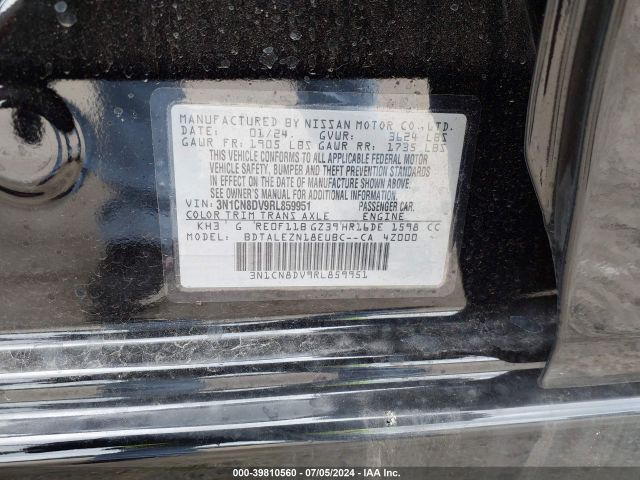 MANUFACTURED BY NISSAN MOTOR CO., LTD.
DATE: 01/24 GVWR: 3624 LBS
GAWR FR: 1905 LBS GAWR RR: 1735 LBS
THIS VEHICLE CONFORMS TO ALL APPLICABLE FEDERAL MOTOR
VEHICLE SAFETY, BUMPER AND THEFT PREVENTION STANDARDS
IN EFFECT ON THE DATE OF MANUFACTURE SHOWN ABOVE.
SEE OWNER'S MANUAL FOR ADDITIONAL INFORMATION
VIN: 3N1CN8DV9RL859951 PASSENGER CAR.
COLOR TRIM TRANS AXLE ENGINE
KH3 G RE0F11B GZ39 HR16DE 1598 CC
MODEL: BDTALEZN18EUBC--CA 4Z000
3N1CN8DV9RL859951
000-39810560 / 07/05/2024 - IAA Inc.